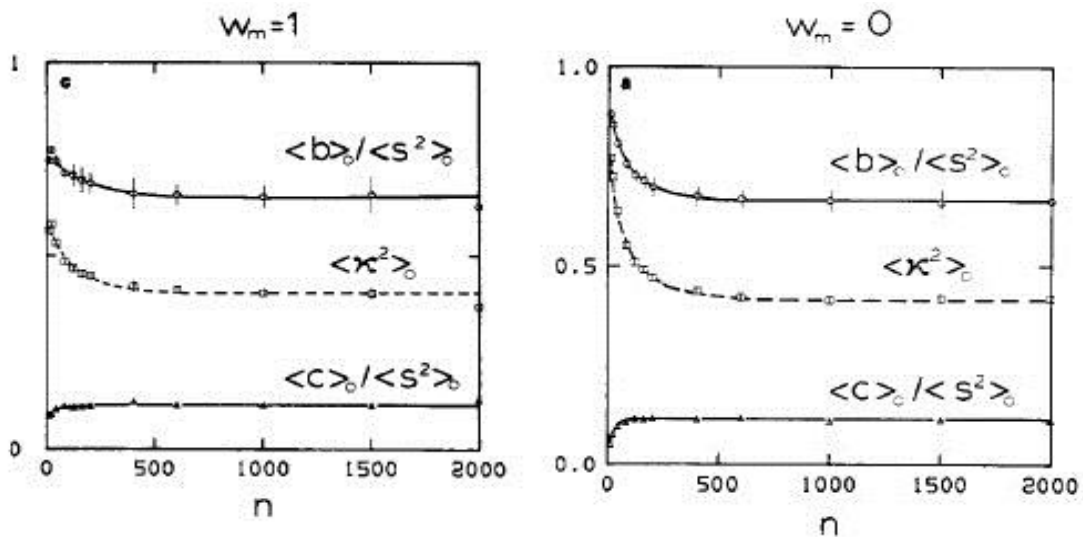 w_m=1
w_m = 0
1
1.0
c
a
<b>_o/<s²>_o
<b>_o/<s²>_o
<ϰ²>_o
<ϰ²>_o
0.5
<c>_o/<s²>_o
<c>_o/<s²>_o
0
0.0
0 500 1000 1500 2000
0 500 1000 1500 2000
n
n